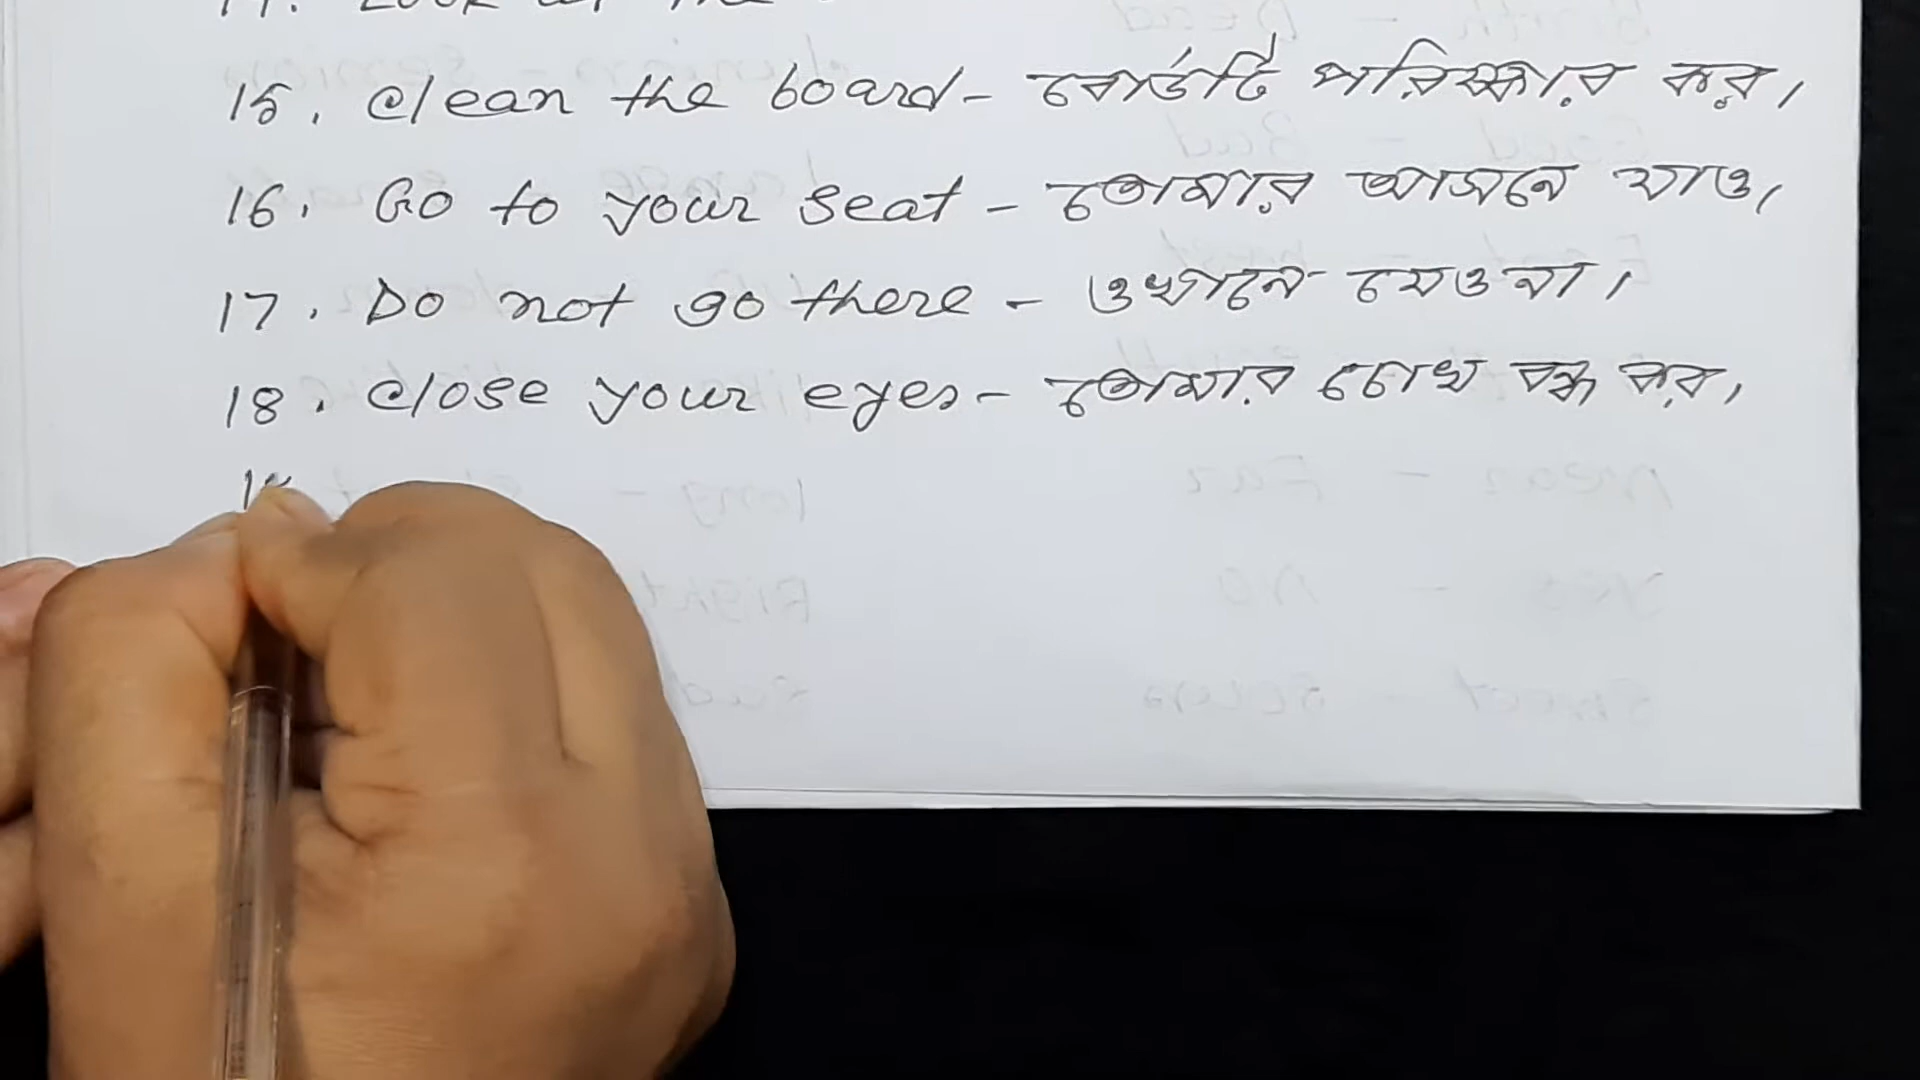 15. Clean the board - বোর্ডটি পরিষ্কার কর।
16. Go to your seat - তোমার আসনে যাও।
17. Do not go there - ওখানে যেওনা।
18. Close your eyes - তোমার চোখ বন্ধ কর।